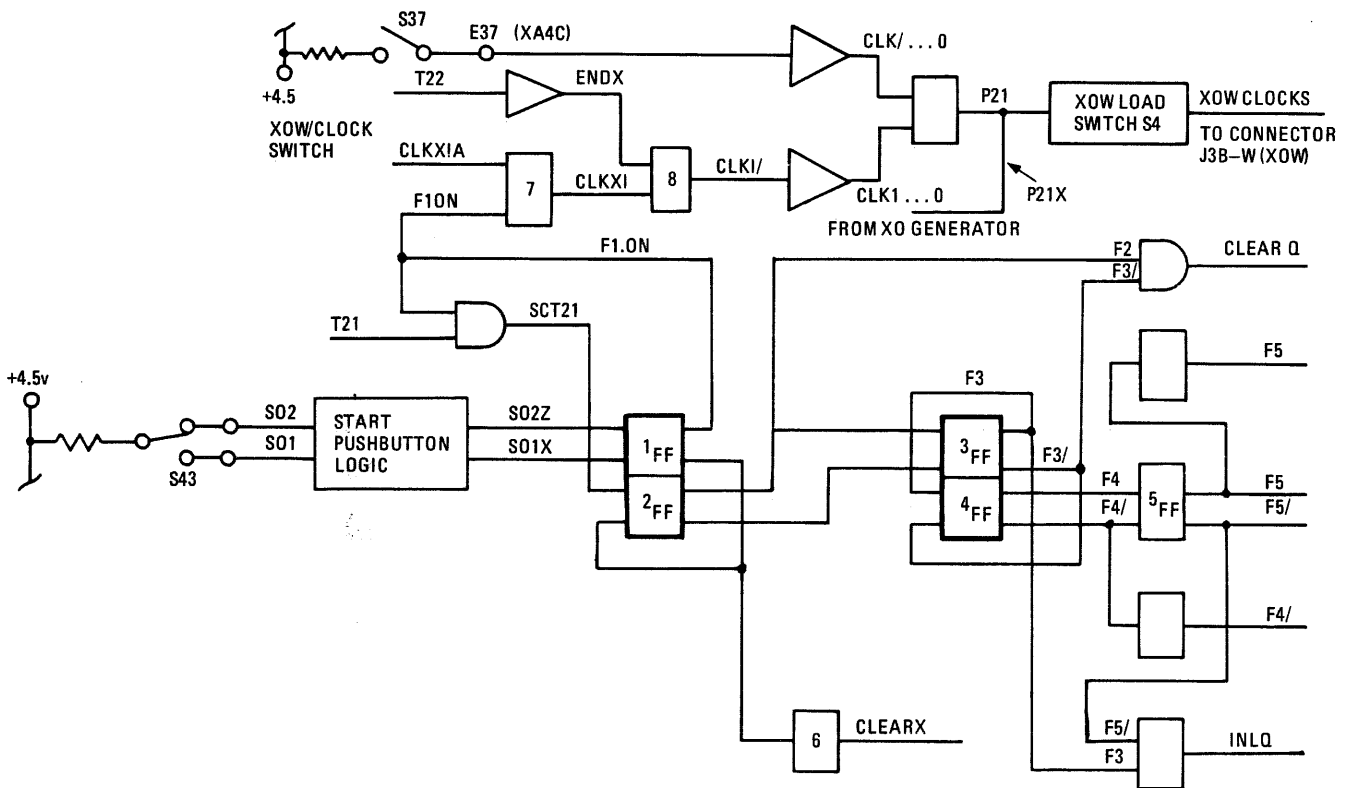 S37
E37 (XA4C)
CLK/...0
+4.5
T22
ENDX
XOW/CLOCK
SWITCH
P21
XOW LOAD
SWITCH S4
XOW CLOCKS
TO CONNECTOR
J3B-W (XOW)
CLKXIA
7
CLKXI
8
CLKI/
CLK1...0
P21X
F1ON
FROM XO GENERATOR
F1.ON
F2
F3/
CLEAR Q
T21
SCT21
F5
+4.5v
F3
SO2
SO1
S43
START
PUSHBUTTON
LOGIC
SO2Z
SO1X
1FF
2FF
3FF
4FF
F3/
F4
F4/
5FF
F5
F5/
F4/
6
CLEARX
F5/
F3
INLQ